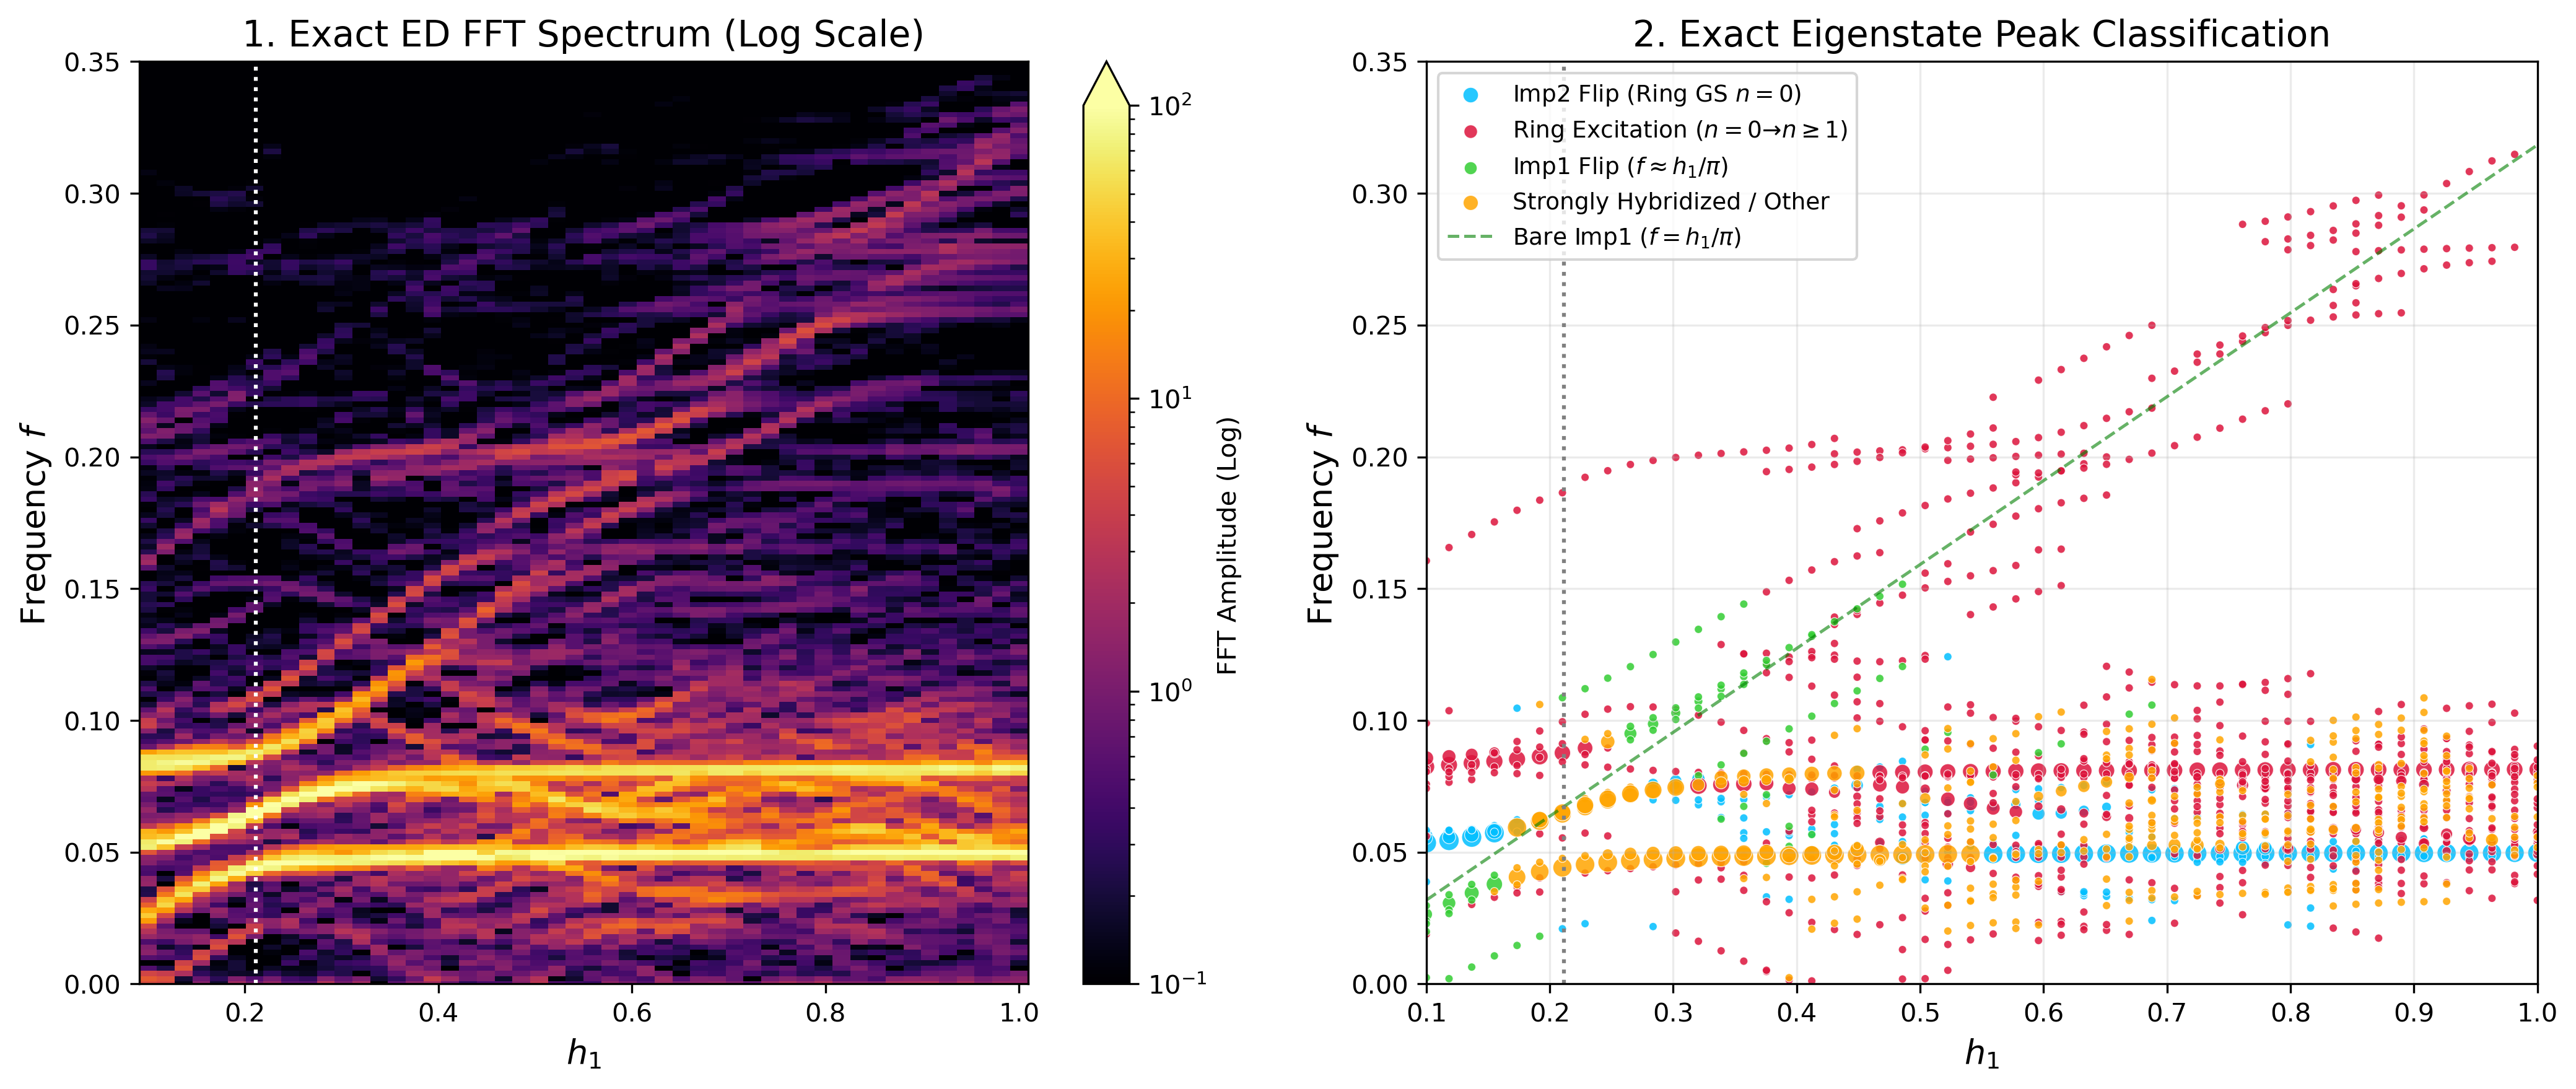 1. Exact ED FFT Spectrum (Log Scale)
0.35
0.30
0.25
0.20
0.15
0.10
0.05
0.00
Frequency f
0.2
0.4
0.6
0.8
1.0
h₁
10²
10¹
10⁰
10⁻¹
FFT Amplitude (Log)
2. Exact Eigenstate Peak Classification
Imp2 Flip (Ring GS n = 0)
Ring Excitation (n = 0→n ≥ 1)
Imp1 Flip (f ≈ h₁/π)
Strongly Hybridized / Other
Bare Imp1 (f = h₁/π)
0.35
0.30
0.25
0.20
0.15
0.10
0.05
0.00
Frequency f
0.1
0.2
0.3
0.4
0.5
0.6
0.7
0.8
0.9
1.0
h₁